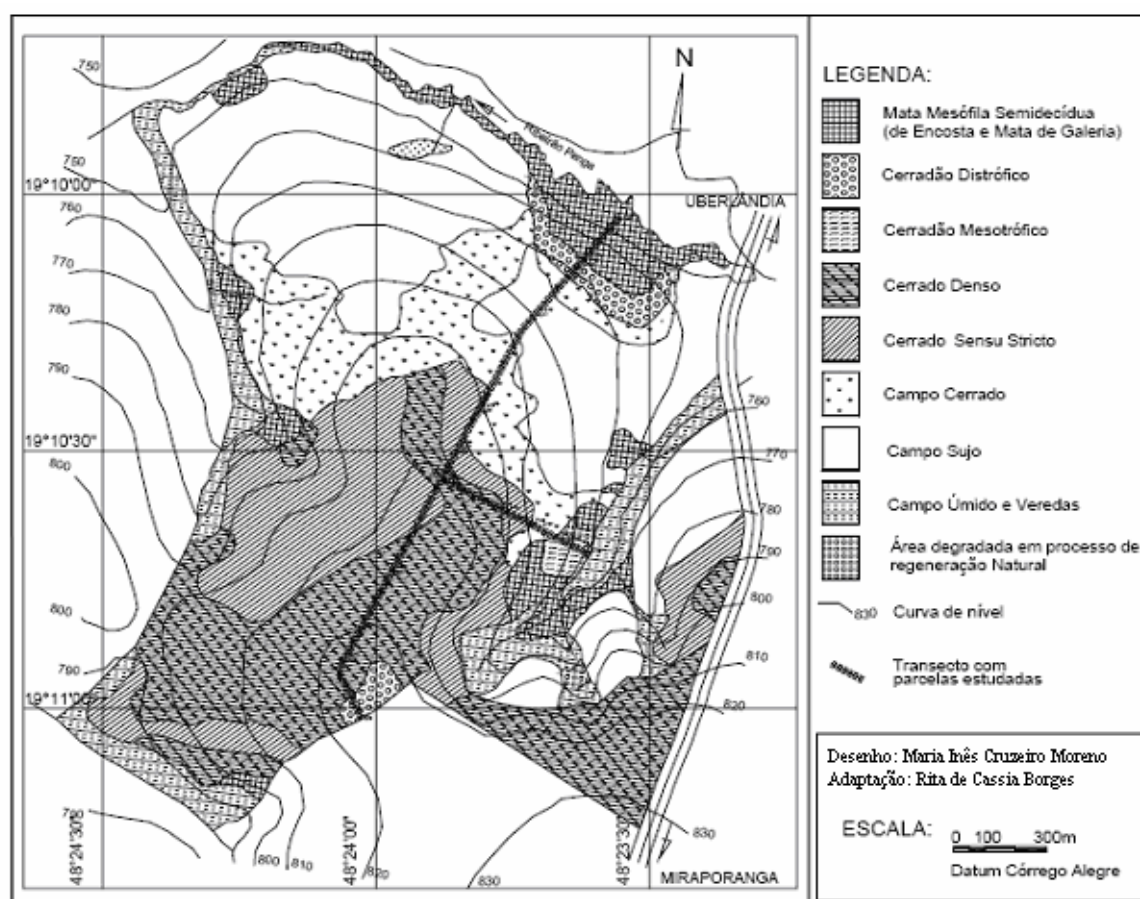 750
N
Ribeirão Panga
19°10'00"
750
760
770
780
790
UBERLÂNDIA
760
770
780
790
800
810
820
830
19°10'30"
800
800
790
19°11'00"
790
800
810
820
830
48°24'30"
48°24'00"
48°23'30"
MIRAPORANGA
LEGENDA:
Mata Mesófila Semidecídua
(de Encosta e Mata de Galeria)
Cerradão Distrófico
Cerradão Mesotrófico
Cerrado Denso
Cerrado Sensu Stricto
Campo Cerrado
Campo Sujo
Campo Úmido e Veredas
Área degradada em processo de
regeneração Natural
830
Curva de nível
Transecto com
parcelas estudadas
Desenho: Maria Inês Cruzeiro Moreno
Adaptação: Rita de Cassia Borges
ESCALA:
0 100 300m
Datum Córrego Alegre